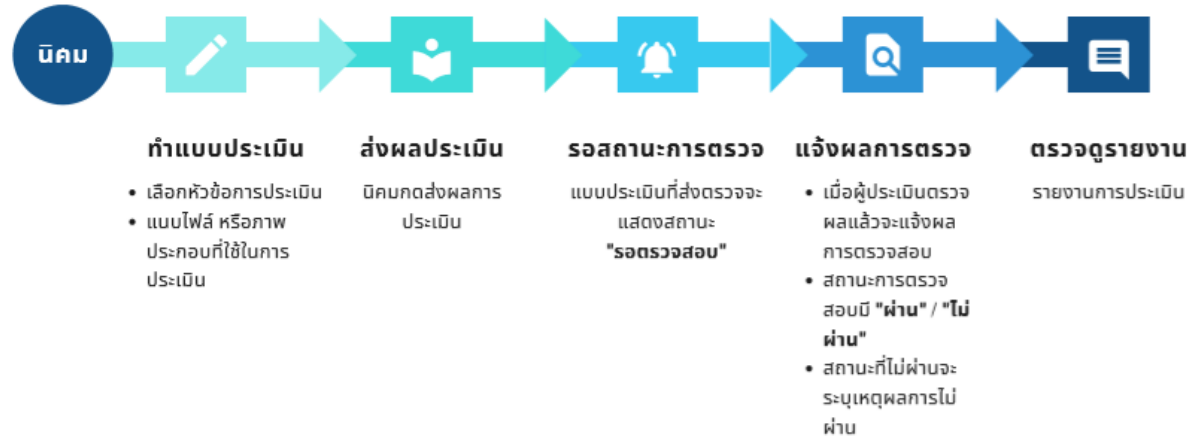 นิคม
ทำแบบประเมิน
• เลือกหัวข้อการประเมิน
• แนบไฟล์ หรือภาพ
ประกอบที่ใช้ในการ
ประเมิน
ส่งผลประเมิน
นิคมกดส่งผลการ
ประเมิน
รอสถานะการตรวจ
แบบประเมินที่ส่งตรวจจะ
แสดงสถานะ
"รอตรวจสอบ"
แจ้งผลการตรวจ
• เมื่อผู้ประเมินตรวจ
ผลแล้วจะแจ้งผล
การตรวจสอบ
• สถานะการตรวจ
สอบมี "ผ่าน" / "ไม่
ผ่าน"
• สถานะที่ไม่ผ่านจะ
ระบุเหตุผลการไม่
ผ่าน
ตรวจดูรายงาน
รายงานการประเมิน